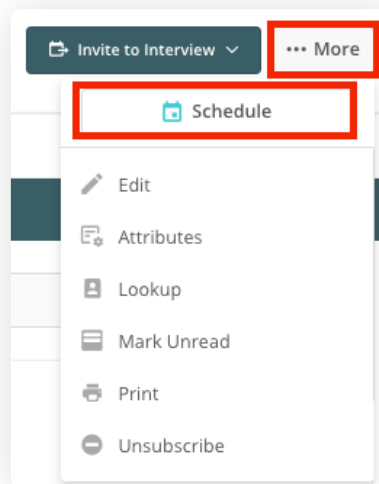 Invite to Interview
••• More
Schedule
Edit
Attributes
Lookup
Mark Unread
Print
Unsubscribe